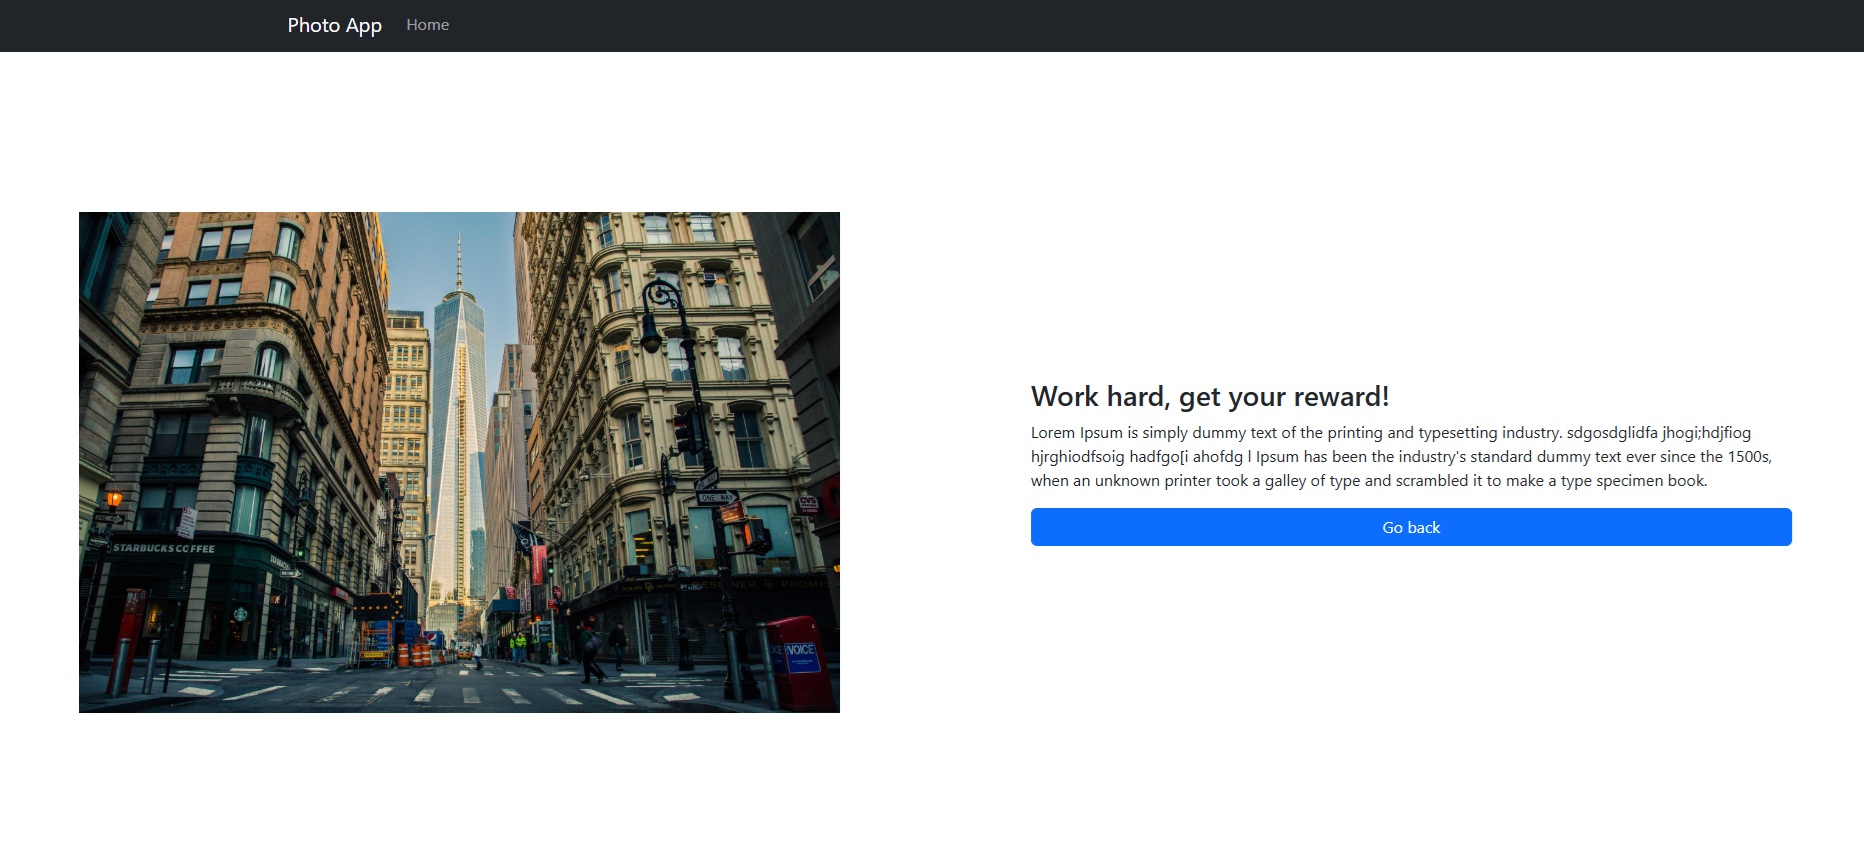 Photo App
Home
STARBUCKS COFFEE
ONE WAY
CVS
VOICE
Work hard, get your reward!
Lorem Ipsum is simply dummy text of the printing and typesetting industry. sdgosdglidfa jhogi;hdjfiog
hjrghiodfsoig hadfgo[i ahofdg l Ipsum has been the industry's standard dummy text ever since the 1500s,
when an unknown printer took a galley of type and scrambled it to make a type specimen book.
Go back